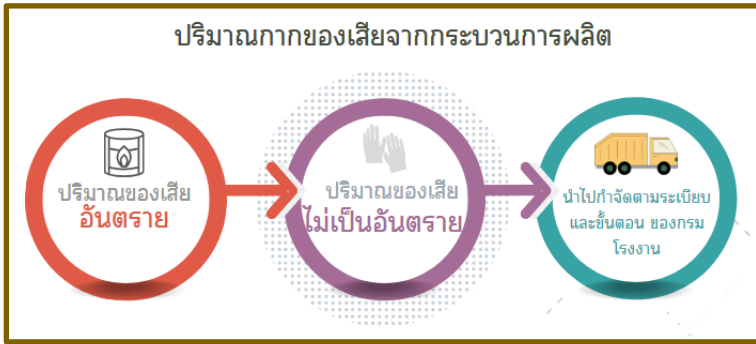 ปริมาณกากของเสียจากกระบวนการผลิต
ปริมาณของเสีย
อันตราย
ปริมาณของเสีย
ไม่เป็นอันตราย
นำไปกำจัดตามระเบียบ
และขั้นตอน ของกรม
โรงงาน